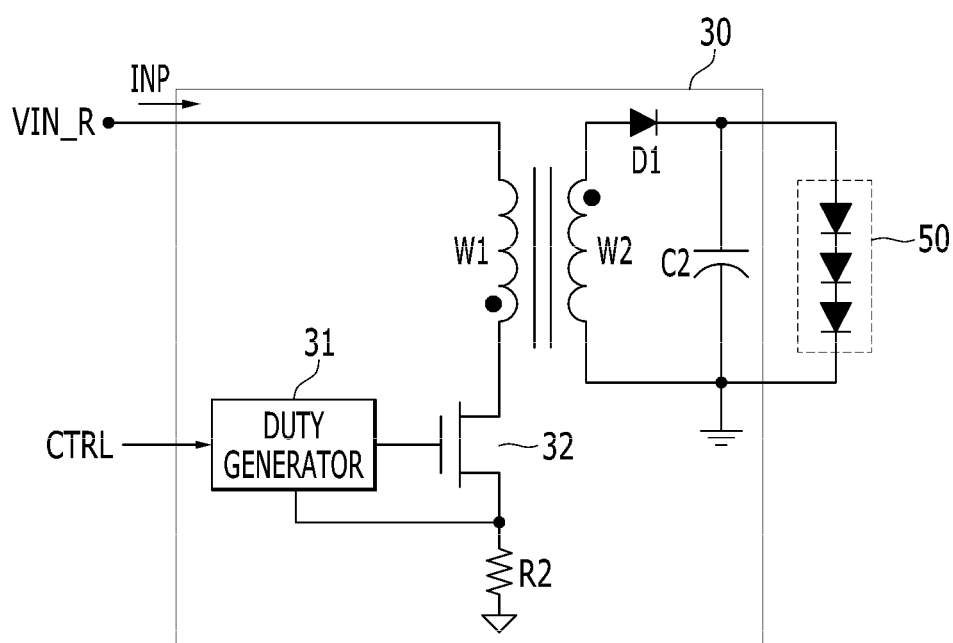 30
INP
VIN_R
D1
W1
W2
C2
50
31
DUTY
GENERATOR
CTRL
32
R2